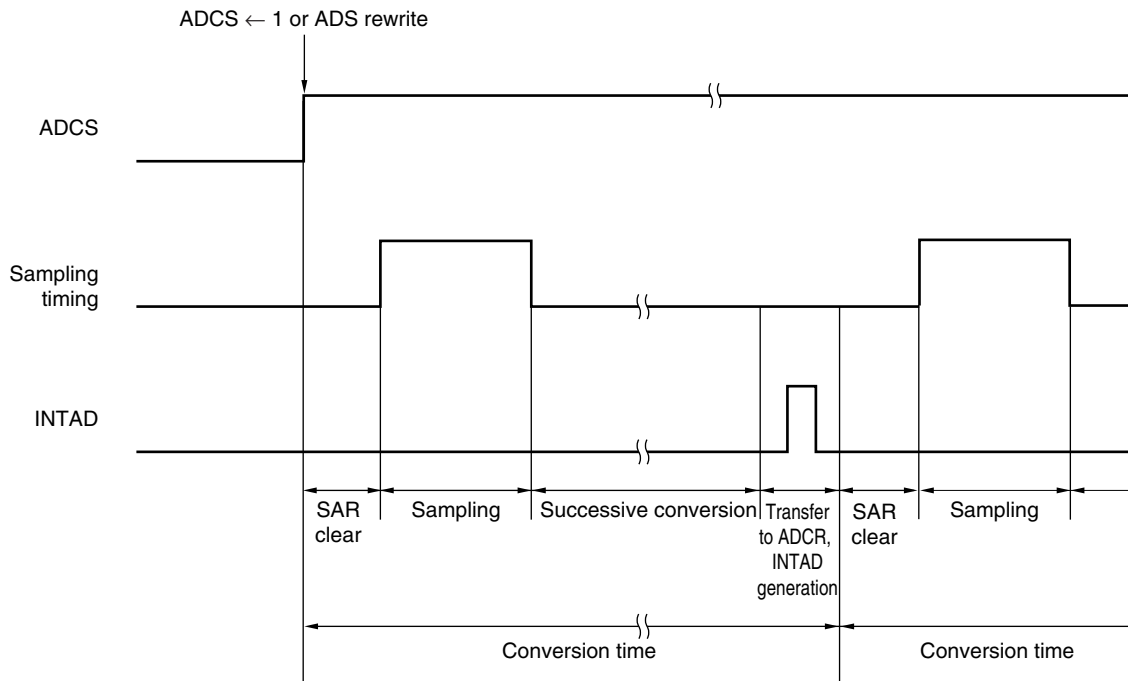 ADCS ← 1 or ADS rewrite
ADCS
Sampling
timing
INTAD
SAR
clear
Sampling
Successive conversion
Transfer
to ADCR,
INTAD
generation
SAR
clear
Sampling
Conversion time
Conversion time